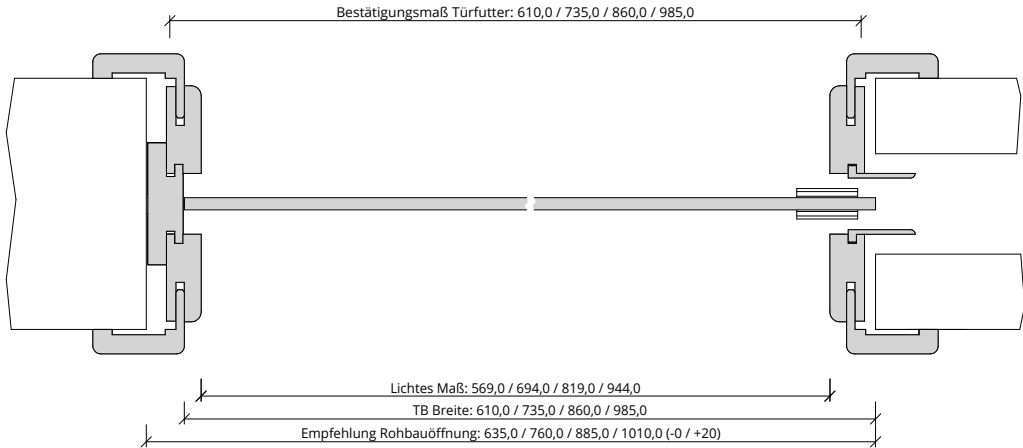 Bestätigungsmaß Türfutter: 610,0 / 735,0 / 860,0 / 985,0
Lichtes Maß: 569,0 / 694,0 / 819,0 / 944,0
TB Breite: 610,0 / 735,0 / 860,0 / 985,0
Empfehlung Rohbauöffnung: 635,0 / 760,0 / 885,0 / 1010,0 (-0 / +20)